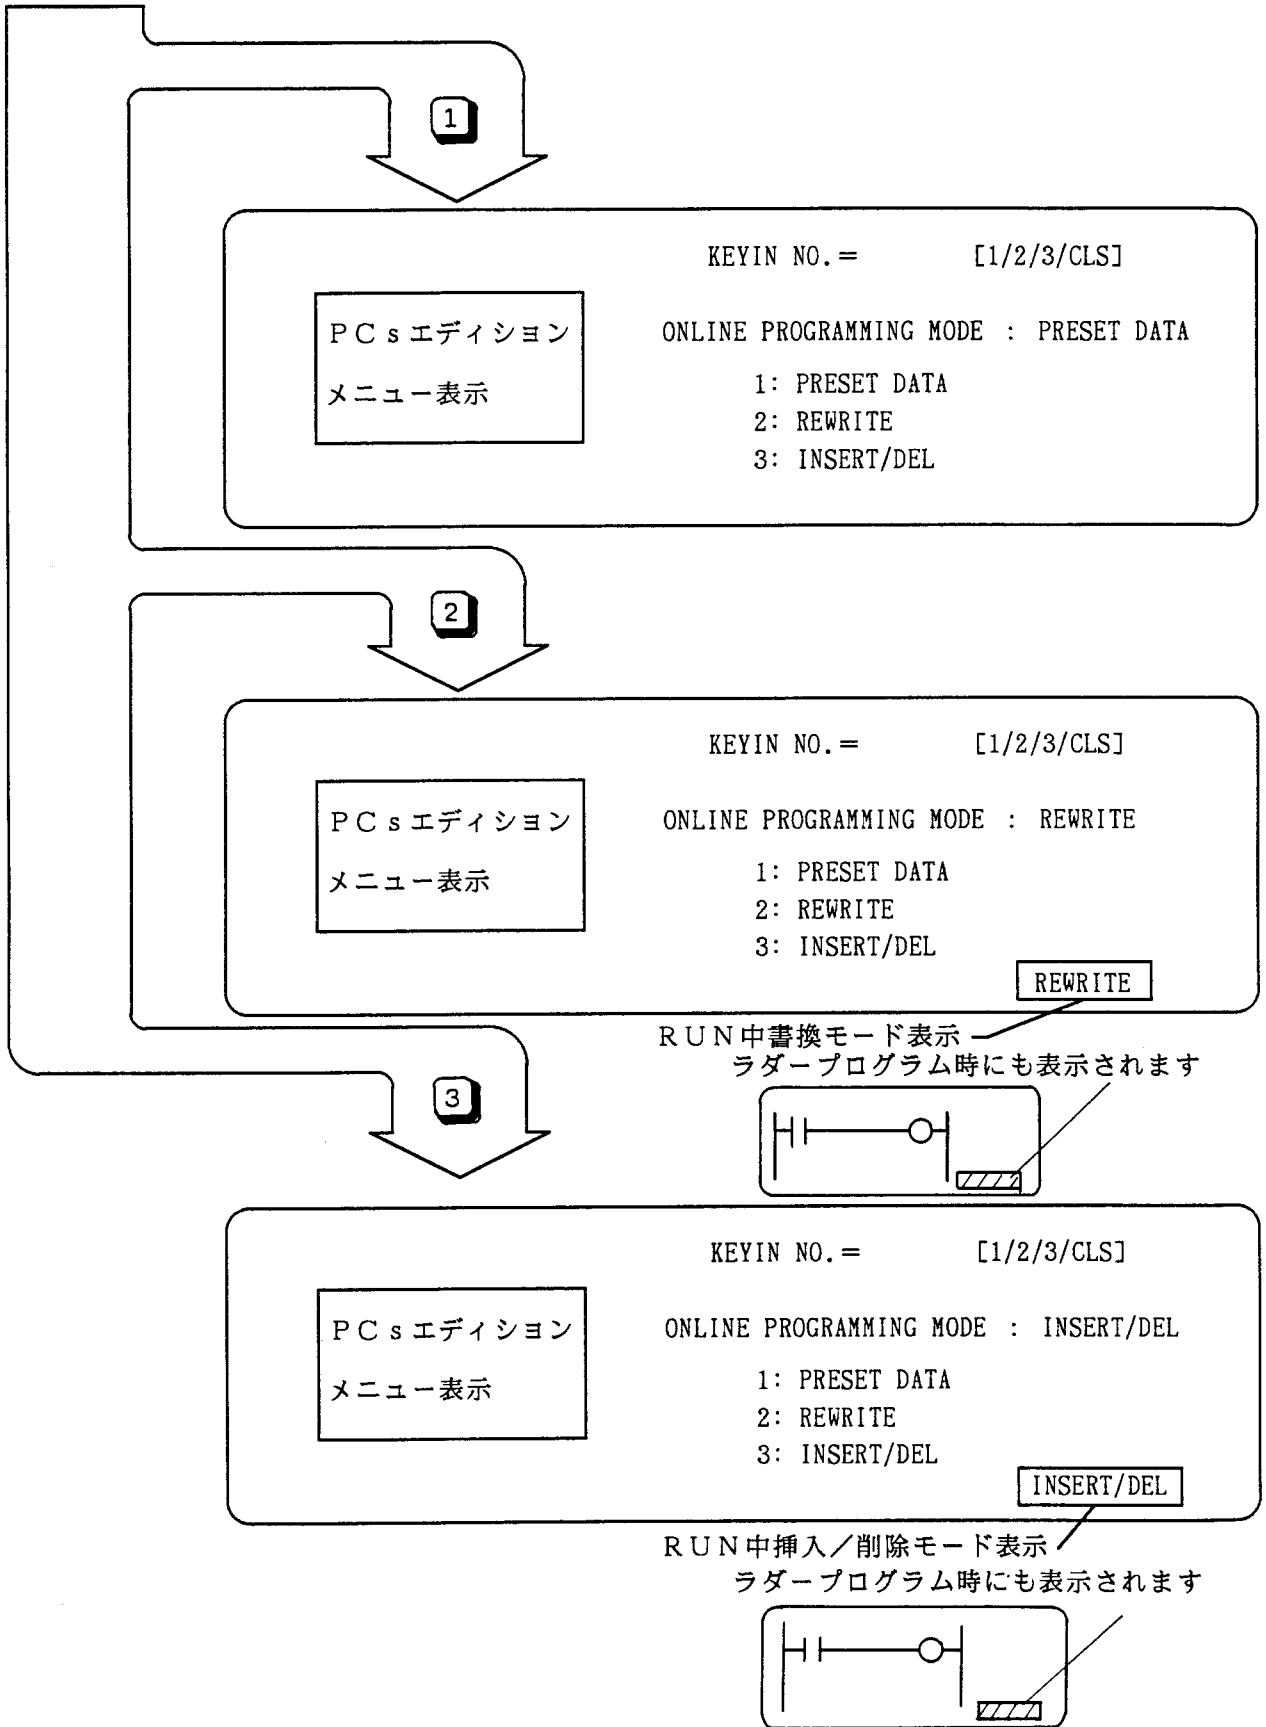 1
KEYIN NO.=　[1/2/3/CLS]
PCsエディション
メニュー表示
ONLINE PROGRAMMING MODE : PRESET DATA
1: PRESET DATA
2: REWRITE
3: INSERT/DEL
2
KEYIN NO.=　[1/2/3/CLS]
PCsエディション
メニュー表示
ONLINE PROGRAMMING MODE : REWRITE
1: PRESET DATA
2: REWRITE
3: INSERT/DEL
REWRITE
RUN中書換モード表示
ラダープログラム時にも表示されます
3
KEYIN NO.=　[1/2/3/CLS]
PCsエディション
メニュー表示
ONLINE PROGRAMMING MODE : INSERT/DEL
1: PRESET DATA
2: REWRITE
3: INSERT/DEL
INSERT/DEL
RUN中挿入／削除モード表示
ラダープログラム時にも表示されます